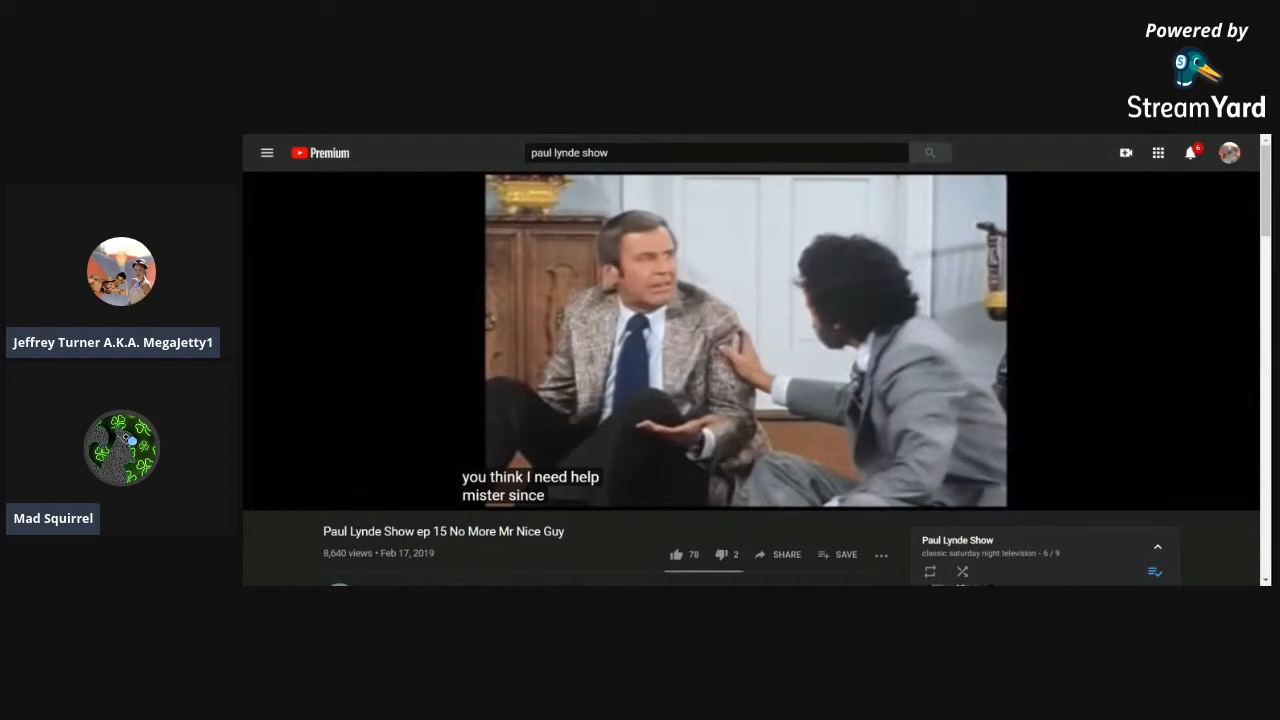 Powered by
StreamYard
Premium
paul lynde show
6
S
Jeffrey Turner A.K.A. MegaJetty1
Mad Squirrel
you think I need help
mister since
Paul Lynde Show ep 15 No More Mr Nice Guy
8,640 views • Feb 17, 2019
78
2
SHARE
SAVE
Paul Lynde Show
classic saturday night television - 6 / 9